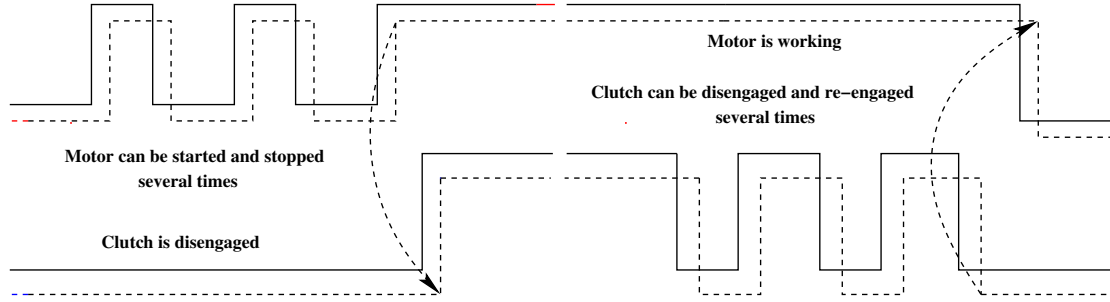 Motor can be started and stopped
several times
Clutch is disengaged
Motor is working
Clutch can be disengaged and re−engaged
several times